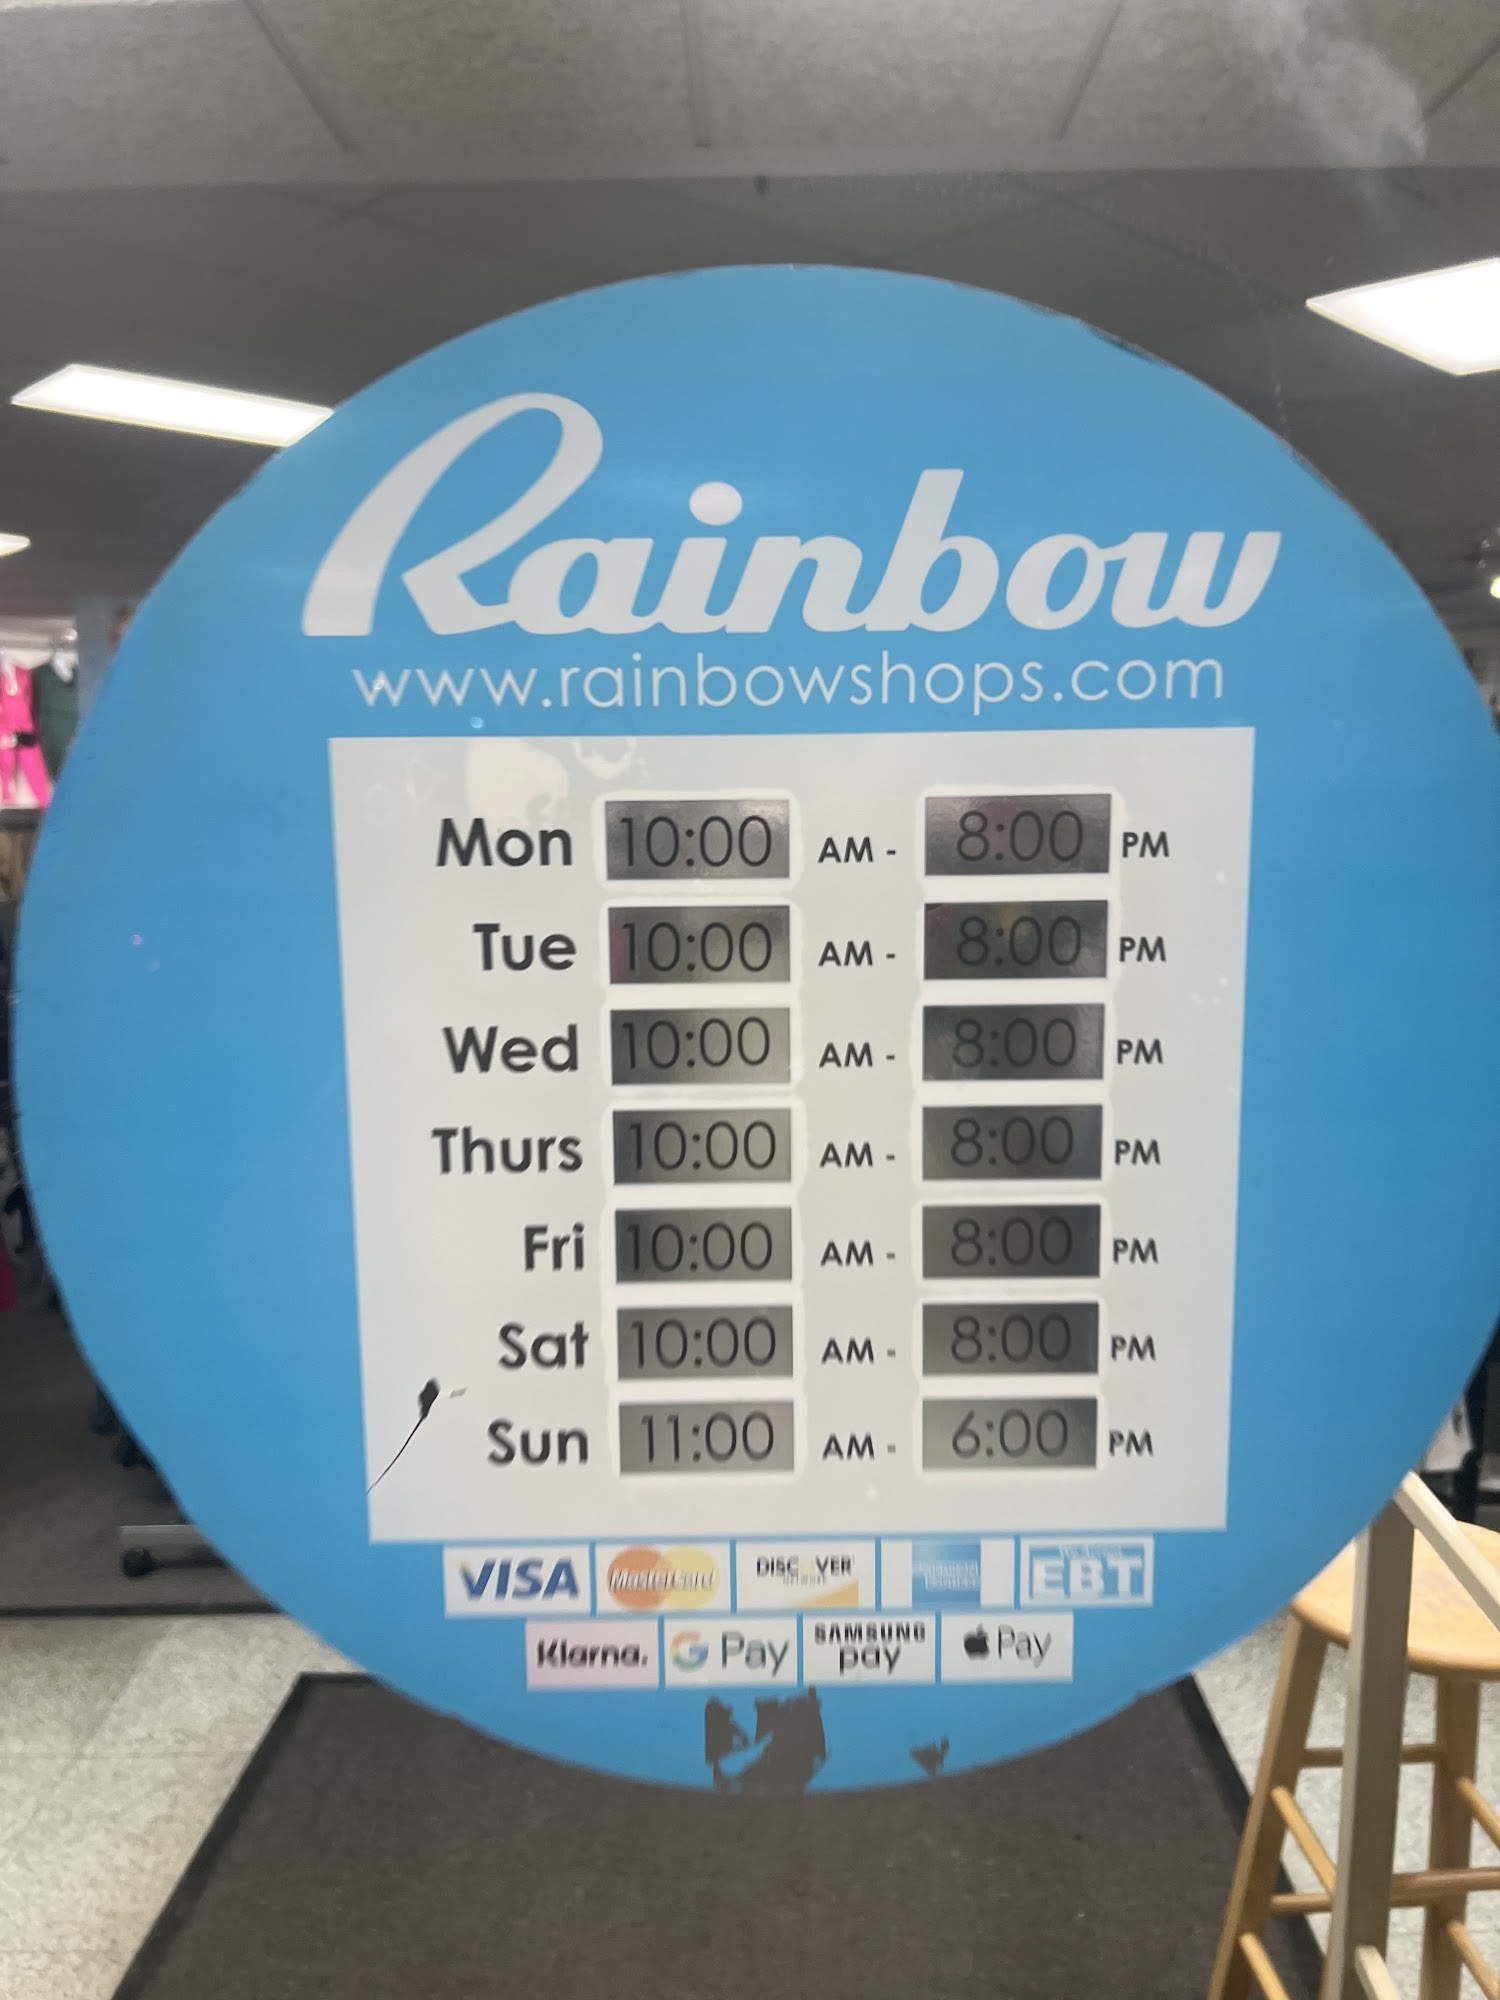 Rainbow
www.rainbowshops.com
Mon 10:00 AM - 8:00 PM
Tue 10:00 AM - 8:00 PM
Wed 10:00 AM - 8:00 PM
Thurs 10:00 AM - 8:00 PM
Fri 10:00 AM - 8:00 PM
Sat 10:00 AM - 8:00 PM
Sun 11:00 AM - 6:00 PM
VISA MasterCard DISCOVER EBT
Klarna. G Pay SAMSUNG pay Pay